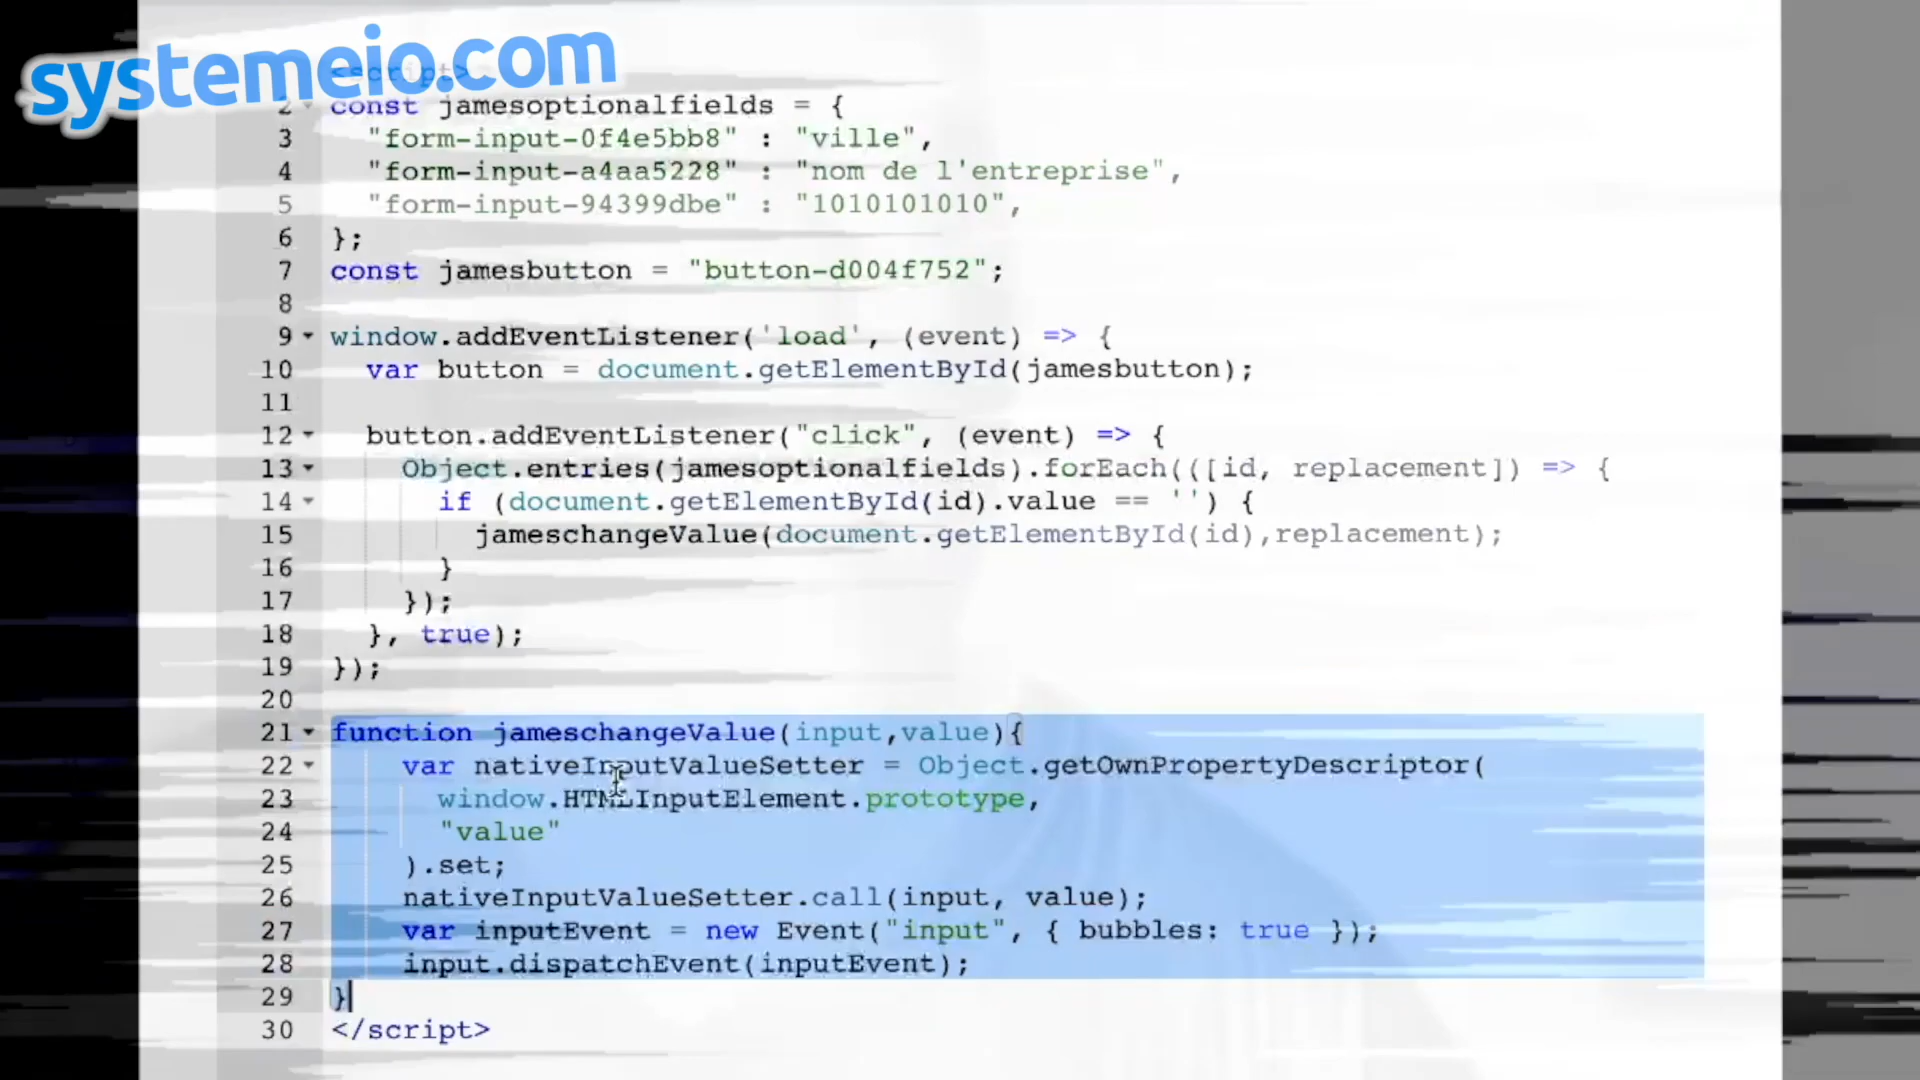 systemeio.com
<script>
2 const jamesoptionalfields = {
3 "form-input-0f4e5bb8" : "ville",
4 "form-input-a4aa5228" : "nom de l'entreprise",
5 "form-input-94399dbe" : "1010101010",
6 };
7 const jamesbutton = "button-d004f752";
8
9 window.addEventListener('load', (event) => {
10 var button = document.getElementById(jamesbutton);
11
12 button.addEventListener("click", (event) => {
13 Object.entries(jamesoptionalfields).forEach(([id, replacement]) => {
14 if (document.getElementById(id).value == '') {
15 jameschangeValue(document.getElementById(id),replacement);
16 }
17 });
18 }, true);
19 });
20
21 function jameschangeValue(input,value){
22 var nativeInputValueSetter = Object.getOwnPropertyDescriptor(
23 window.HTMLInputElement.prototype,
24 "value"
25 ).set;
26 nativeInputValueSetter.call(input, value);
27 var inputEvent = new Event("input", { bubbles: true });
28 input.dispatchEvent(inputEvent);
29 }
30 </script>